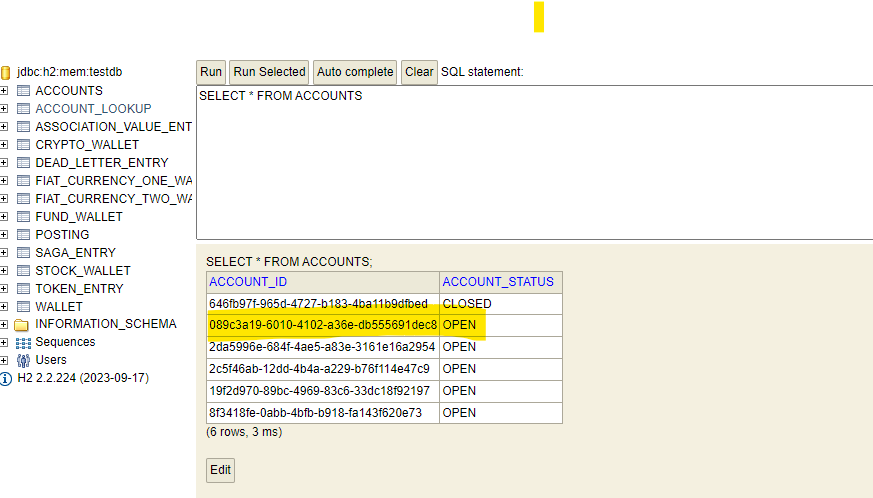 jdbc:h2:mem:testdb
ACCOUNTS
ACCOUNT_LOOKUP
ASSOCIATION_VALUE_ENT
CRYPTO_WALLET
DEAD_LETTER_ENTRY
FIAT_CURRENCY_ONE_WA
FIAT_CURRENCY_TWO_WA
FUND_WALLET
POSTING
SAGA_ENTRY
STOCK_WALLET
TOKEN_ENTRY
WALLET
INFORMATION_SCHEMA
Sequences
Users
H2 2.2.224 (2023-09-17)
Run Run Selected Auto complete Clear SQL statement:
SELECT * FROM ACCOUNTS
SELECT * FROM ACCOUNTS;
ACCOUNT_ID ACCOUNT_STATUS
646fb97f-965d-4727-b183-4ba11b9dfbed CLOSED
089c3a19-6010-4102-a36e-db555691dec8 OPEN
2da5996e-684f-4ae5-a83e-3161e16a2954 OPEN
2c5f46ab-12dd-4b4a-a229-b76f114e47c9 OPEN
19f2d970-89bc-4969-83c6-33dc18f92197 OPEN
8f3418fe-0abb-4bfb-b918-fa143f620e73 OPEN
(6 rows, 3 ms)
Edit